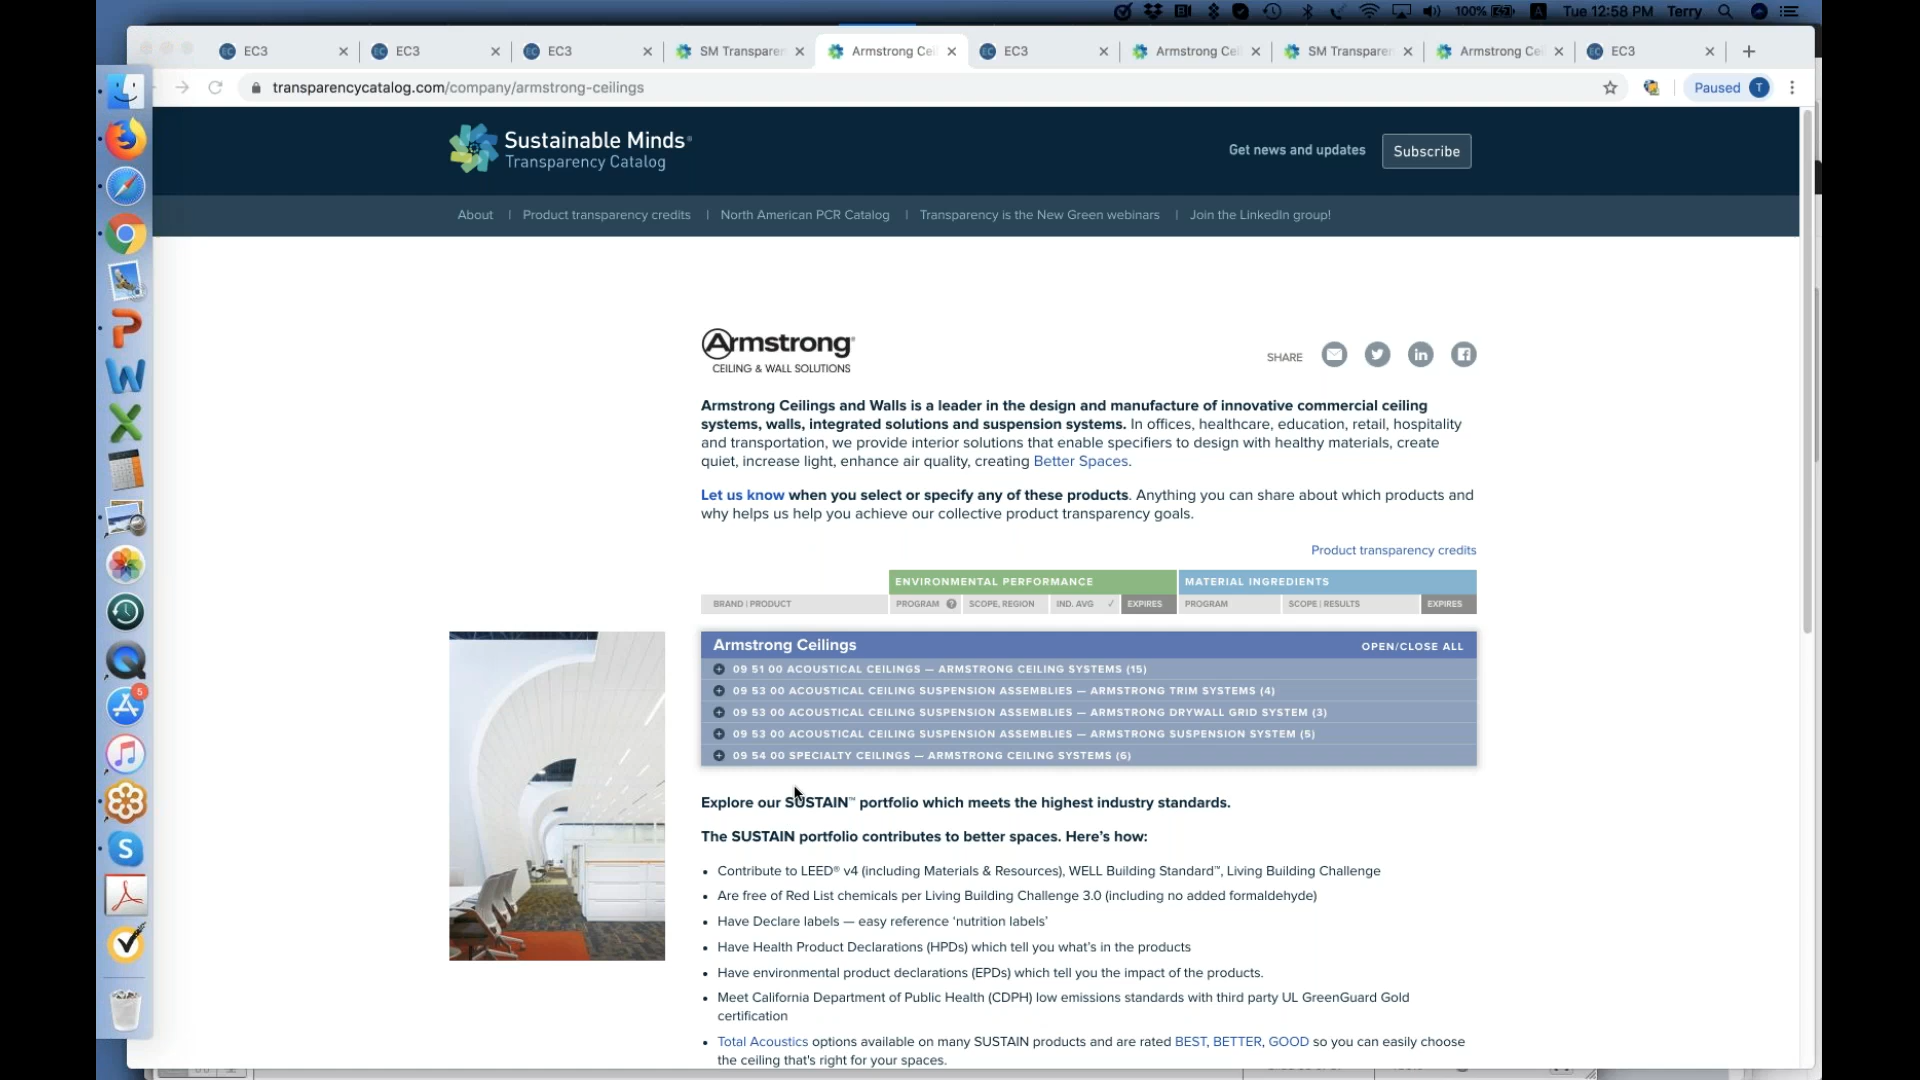 100% Tue 12:58 PM Terry
EC3 EC3 EC3 SM Transparen Armstrong Cei EC3 Armstrong Cei SM Transparen Armstrong Cei EC3
transparencycatalog.com/company/armstrong-ceilings
Paused T
Sustainable Minds®
Transparency Catalog
Get news and updates Subscribe
About | Product transparency credits | North American PCR Catalog | Transparency is the New Green webinars | Join the LinkedIn group!
Armstrong®
CEILING & WALL SOLUTIONS
SHARE
Armstrong Ceilings and Walls is a leader in the design and manufacture of innovative commercial ceiling
systems, walls, integrated solutions and suspension systems. In offices, healthcare, education, retail, hospitality
and transportation, we provide interior solutions that enable specifiers to design with healthy materials, create
quiet, increase light, enhance air quality, creating Better Spaces.
Let us know when you select or specify any of these products. Anything you can share about which products and
why helps us help you achieve our collective product transparency goals.
Product transparency credits
ENVIRONMENTAL PERFORMANCE MATERIAL INGREDIENTS
BRAND | PRODUCT PROGRAM ? SCOPE, REGION IND. AVG ✓ EXPIRES PROGRAM SCOPE | RESULTS EXPIRES
Armstrong Ceilings OPEN/CLOSE ALL
09 51 00 ACOUSTICAL CEILINGS — ARMSTRONG CEILING SYSTEMS (15)
09 53 00 ACOUSTICAL CEILING SUSPENSION ASSEMBLIES — ARMSTRONG TRIM SYSTEMS (4)
09 53 00 ACOUSTICAL CEILING SUSPENSION ASSEMBLIES — ARMSTRONG DRYWALL GRID SYSTEM (3)
09 53 00 ACOUSTICAL CEILING SUSPENSION ASSEMBLIES — ARMSTRONG SUSPENSION SYSTEM (5)
09 54 00 SPECIALTY CEILINGS — ARMSTRONG CEILING SYSTEMS (6)
Explore our SUSTAIN™ portfolio which meets the highest industry standards.
The SUSTAIN portfolio contributes to better spaces. Here's how:
• Contribute to LEED® v4 (including Materials & Resources), WELL Building Standard™, Living Building Challenge
• Are free of Red List chemicals per Living Building Challenge 3.0 (including no added formaldehyde)
• Have Declare labels — easy reference 'nutrition labels'
• Have Health Product Declarations (HPDs) which tell you what's in the products
• Have environmental product declarations (EPDs) which tell you the impact of the products.
• Meet California Department of Public Health (CDPH) low emissions standards with third party UL GreenGuard Gold
certification
• Total Acoustics options available on many SUSTAIN products and are rated BEST, BETTER, GOOD so you can easily choose
the ceiling that's right for your spaces.